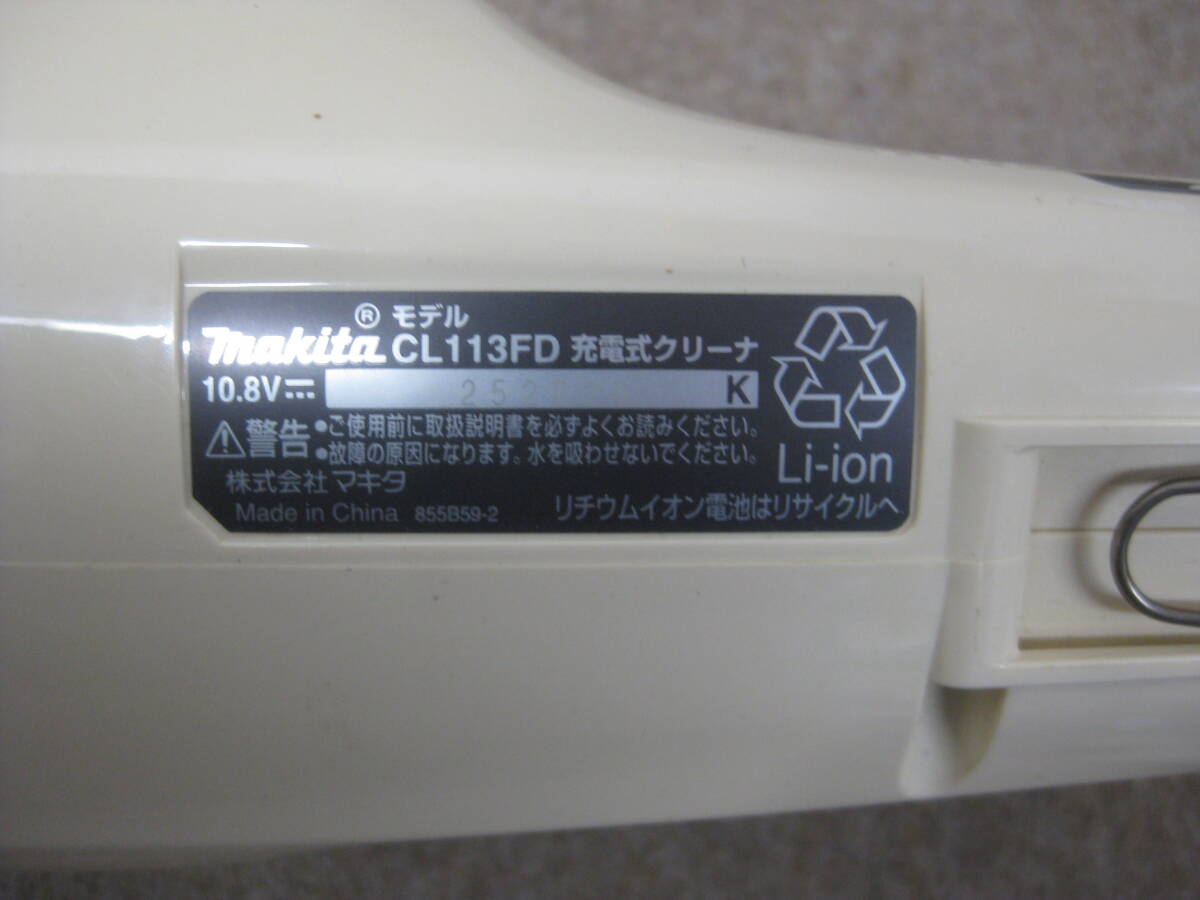 makita® モデル CL113FD 充電式クリーナ
10.8V⎓ K
⚠警告 •ご使用前に取扱説明書を必ずよくお読みください。
•故障の原因になります。水を吸わせないでください。
株式会社 マキタ
Made in China 855B59-2
Li-ion
リチウムイオン電池はリサイクルへ